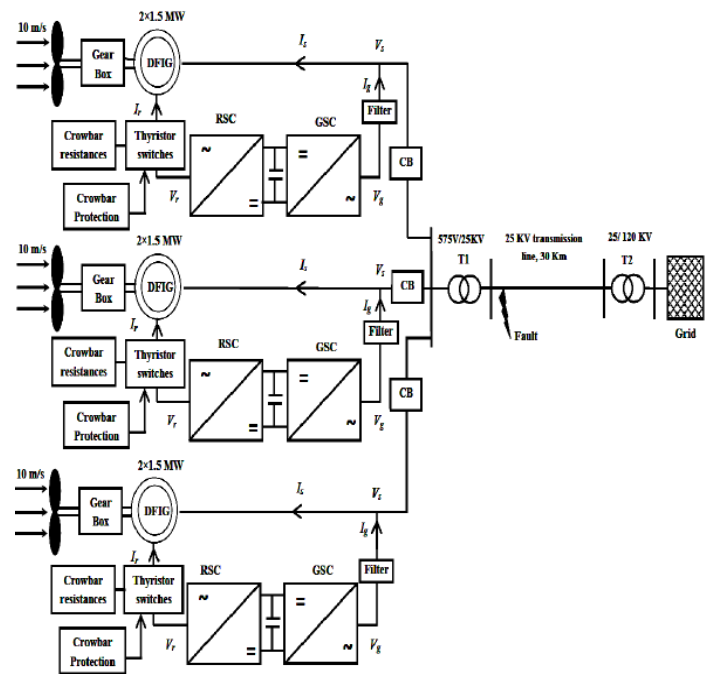 2×1.5 MW
10 m/s
Gear
Box
DFIG
Is
Vs
Ir
Ig
Filter
RSC
GSC
Crowbar
resistances
Thyristor
switches
~
=
=
~
CB
Crowbar
Protection
Vr
Vg
575V/25KV
T1
25 KV transmission
line, 30 Km
25/ 120 KV
T2
Fault
Grid
2×1.5 MW
10 m/s
Gear
Box
DFIG
Is
Vs
CB
Ir
Ig
Filter
RSC
GSC
Crowbar
resistances
Thyristor
switches
~
=
=
~
Crowbar
Protection
Vr
Vg
CB
2×1.5 MW
10 m/s
Gear
Box
DFIG
Is
Vs
Ir
Ig
Filter
RSC
GSC
Crowbar
resistances
Thyristor
switches
~
=
=
~
Crowbar
Protection
Vr
Vg